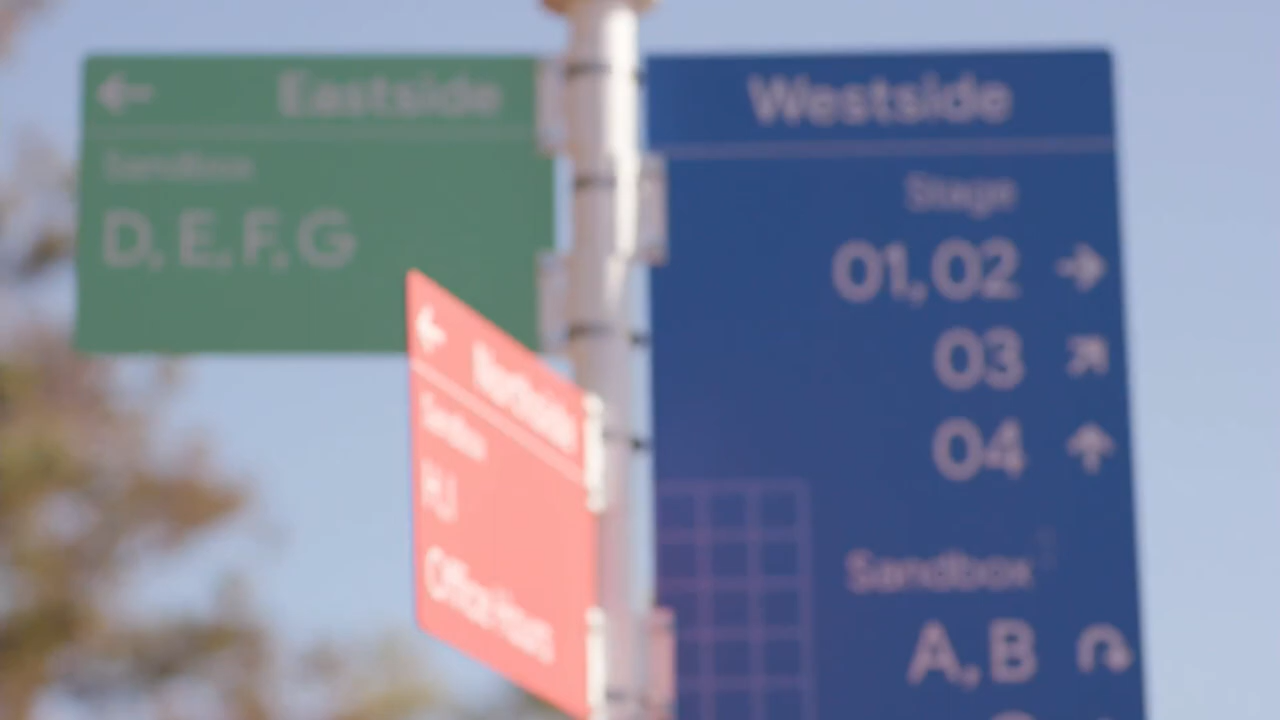 ← Eastside
Sandbox
D, E, F, G
← Northside
Sandbox
H, I
Office Hours
Westside
Stage
01, 02 →
03 ↗
04 ↑
Sandbox
A, B ↷